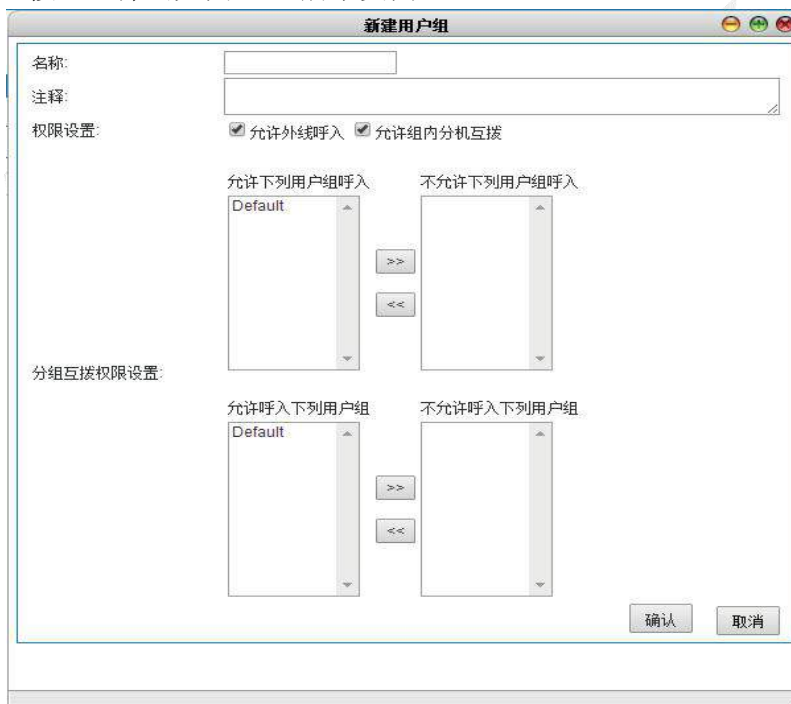 新建用户组
名称:
注释:
权限设置: 允许外线呼入 允许组内分机互拨
允许下列用户组呼入 不允许下列用户组呼入
Default
>>
<<
分组互拨权限设置:
允许呼入下列用户组 不允许呼入下列用户组
Default
>>
<<
确认 取消